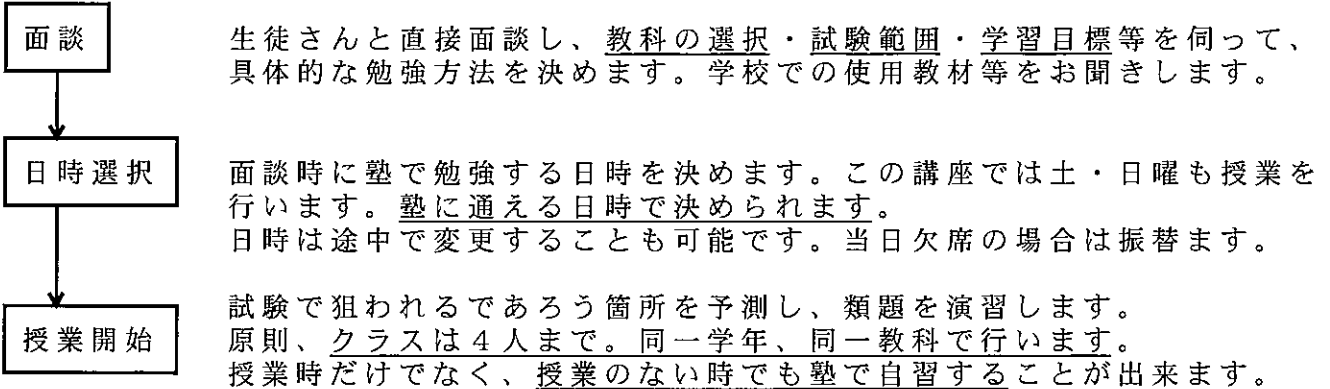 面談
生徒さんと直接面談し、教科の選択・試験範囲・学習目標等を伺って、
具体的な勉強方法を決めます。学校での使用教材等をお聞きします。
日時選択
面談時に塾で勉強する日時を決めます。この講座では土・日曜も授業を
行います。塾に通える日時で決められます。
日時は途中で変更することも可能です。当日欠席の場合は振替ます。
授業開始
試験で狙われるであろう箇所を予測し、類題を演習します。
原則、クラスは4人まで。同一学年、同一教科で行います。
授業時だけでなく、授業のない時でも塾で自習することが出来ます。